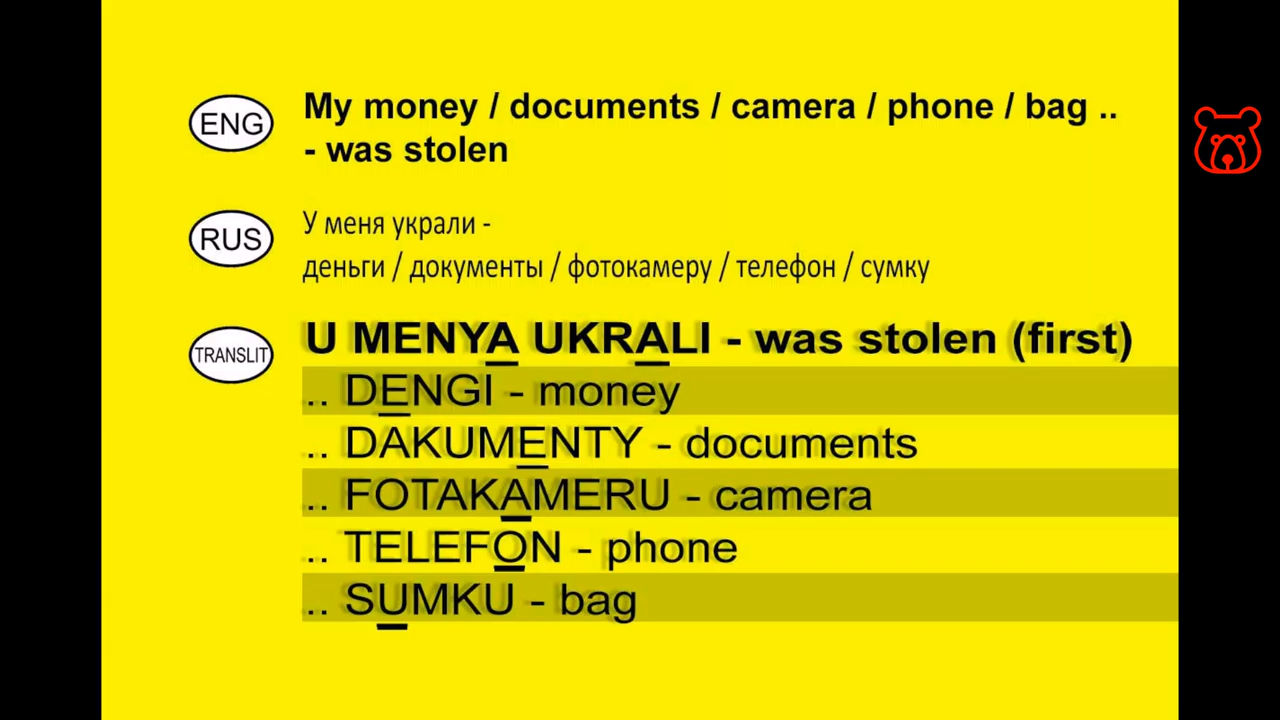 ENG
My money / documents / camera / phone / bag ..
- was stolen
RUS
У меня украли -
деньги / документы / фотокамеру / телефон / сумку
TRANSLIT
U MENYA UKRALI - was stolen (first)
.. DENGI - money
.. DAKUMENTY - documents
.. FOTAKAMERU - camera
.. TELEFON - phone
.. SUMKU - bag